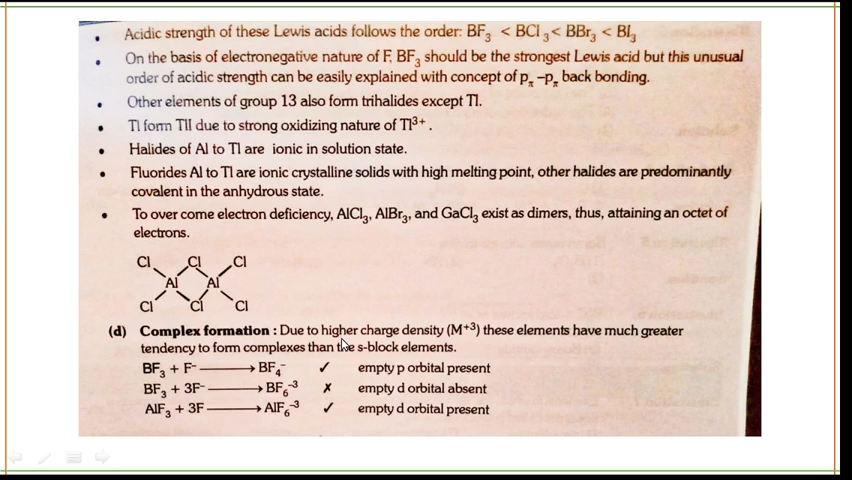 • Acidic strength of these Lewis acids follows the order: BF₃ < BCl₃ < BBr₃ < BI₃
• On the basis of electronegative nature of F, BF₃ should be the strongest Lewis acid but this unusual
order of acidic strength can be easily explained with concept of pπ–pπ back bonding.
• Other elements of group 13 also form trihalides except Tl.
• Tl form TlI due to strong oxidizing nature of Tl³⁺.
• Halides of Al to Tl are ionic in solution state.
• Fluorides Al to Tl are ionic crystalline solids with high melting point, other halides are predominantly
covalent in the anhydrous state.
• To over come electron deficiency, AlCl₃, AlBr₃, and GaCl₃ exist as dimers, thus, attaining an octet of
electrons.
Cl Cl Cl
Al Al
Cl Cl Cl
(d) Complex formation : Due to higher charge density (M⁺³) these elements have much greater
tendency to form complexes than the s-block elements.
BF₃ + F⁻ ⟶ BF₄⁻ ✓ empty p orbital present
BF₃ + 3F⁻ ⟶ BF₆⁻³ ✗ empty d orbital absent
AlF₃ + 3F ⟶ AlF₆⁻³ ✓ empty d orbital present